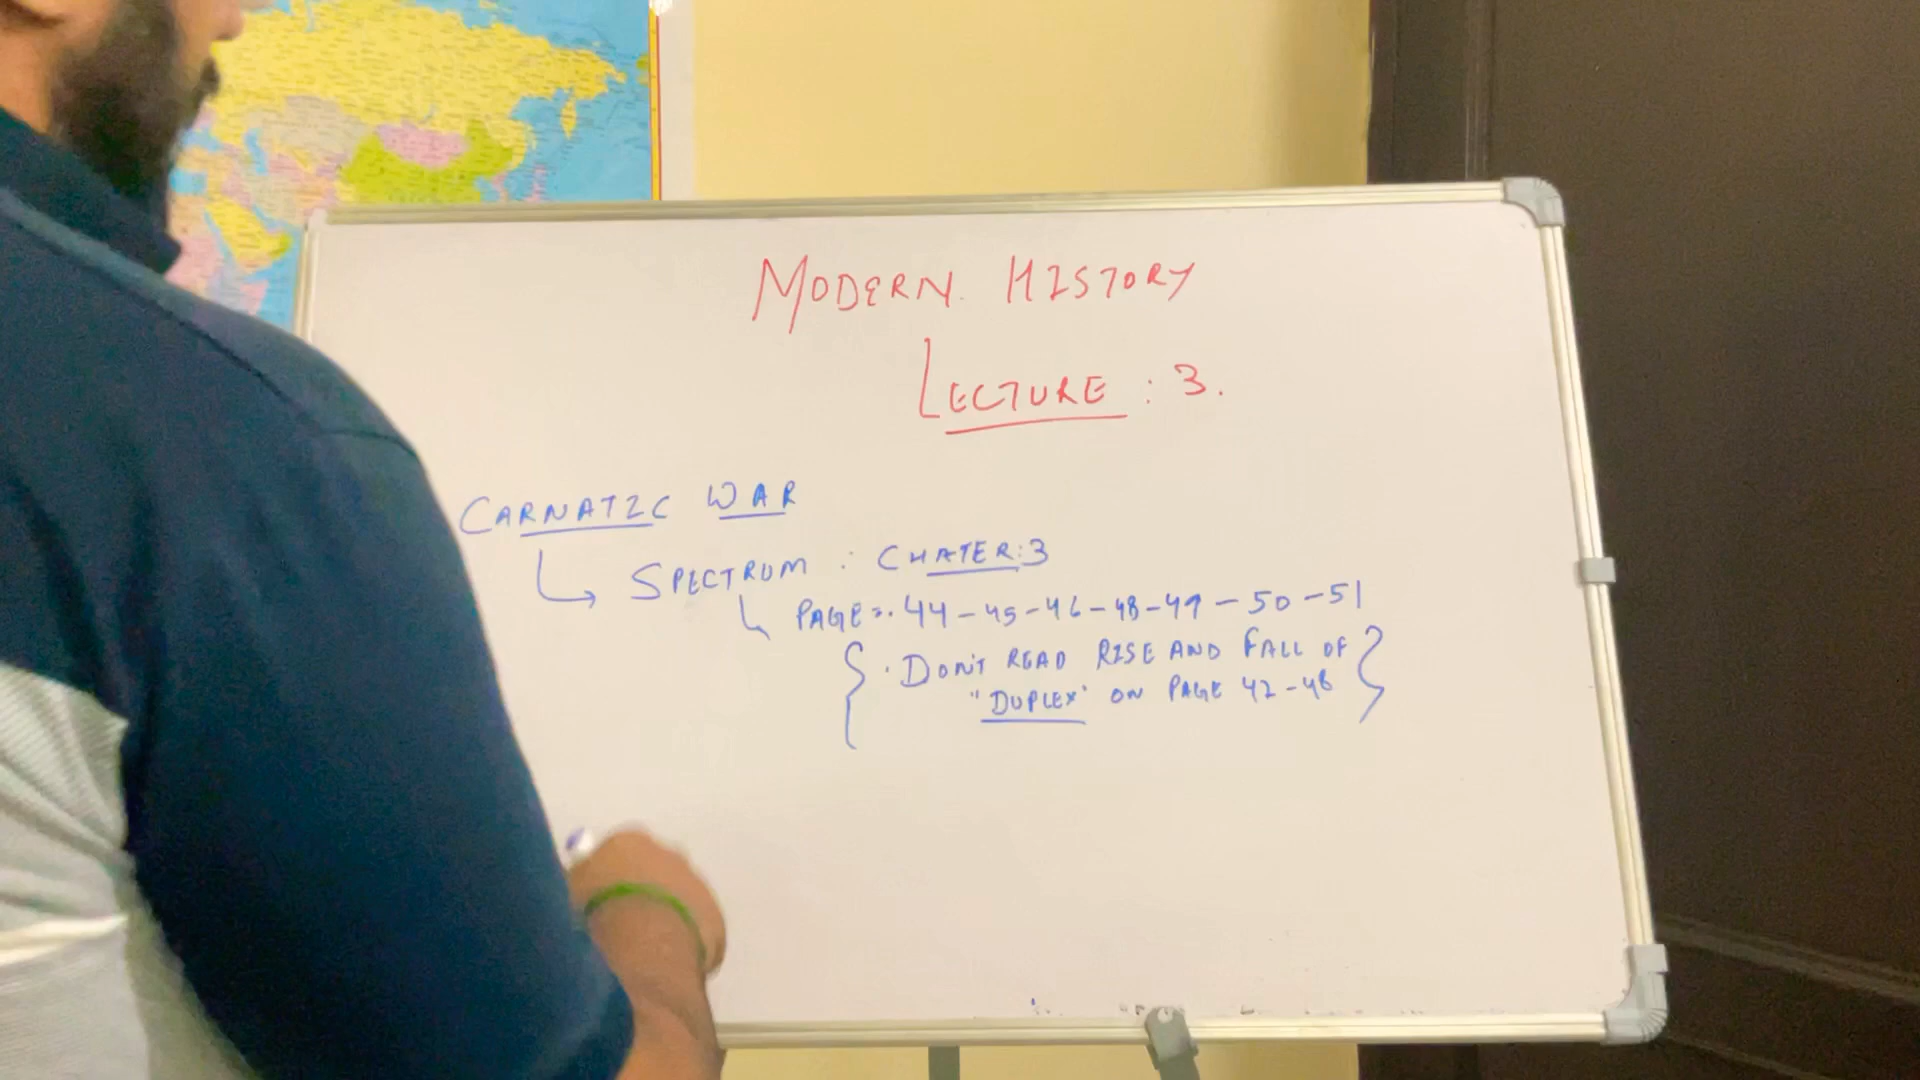 MODERN HISTORY
LECTURE : 3.
CARNATIC WAR
SPECTRUM : CHATER:3
PAGE:. 44-45-46-48-49-50-51
{ . DON'T READ RISE AND FALL OF }
"DUPLEX" ON PAGE 47-48